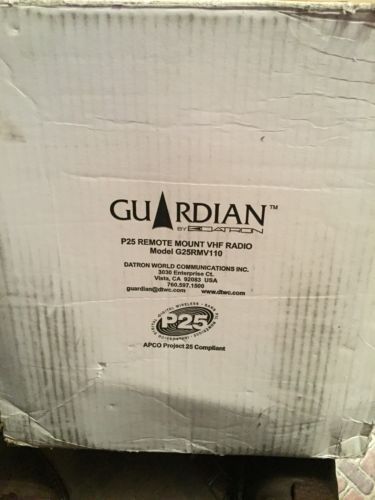 GUARDIAN™
BY DATRON
P25 REMOTE MOUNT VHF RADIO
Model G25RMV110
DATRON WORLD COMMUNICATIONS INC.
3030 Enterprise Ct.
Vista, CA 92083 USA
760.597.1500
guardian@dtwc.com www.dtwc.com
P25
APCO Project 25 Compliant